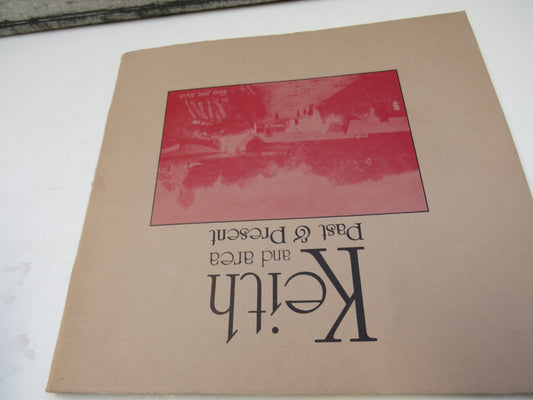 Keith
and area
Past & Present